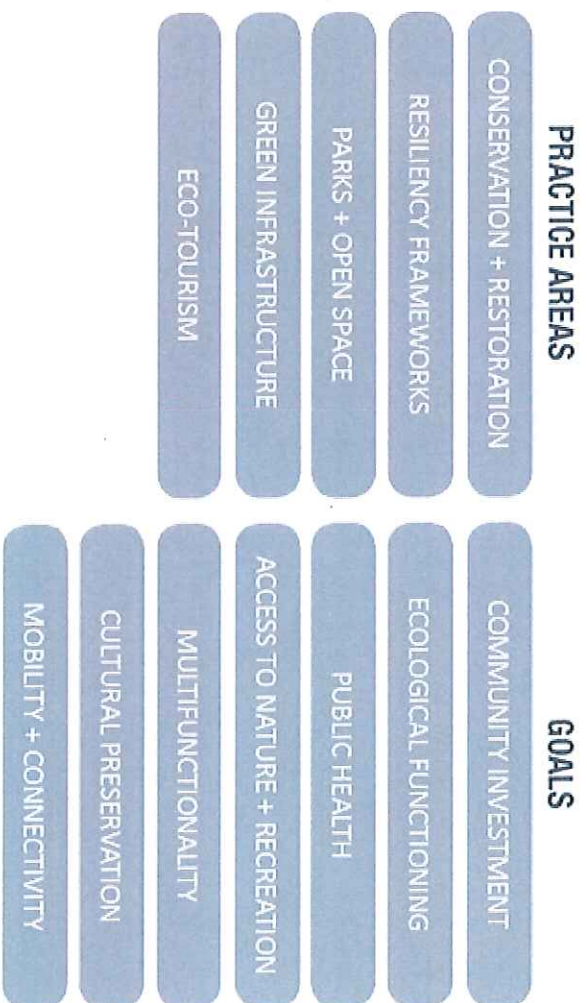 PRACTICE AREAS
CONSERVATION + RESTORATION
RESILIENCY FRAMEWORKS
PARKS + OPEN SPACE
GREEN INFRASTRUCTURE
ECO-TOURISM
GOALS
COMMUNITY INVESTMENT
ECOLOGICAL FUNCTIONING
PUBLIC HEALTH
ACCESS TO NATURE + RECREATION
MULTIFUNCTIONALITY
CULTURAL PRESERVATION
MOBILITY + CONNECTIVITY